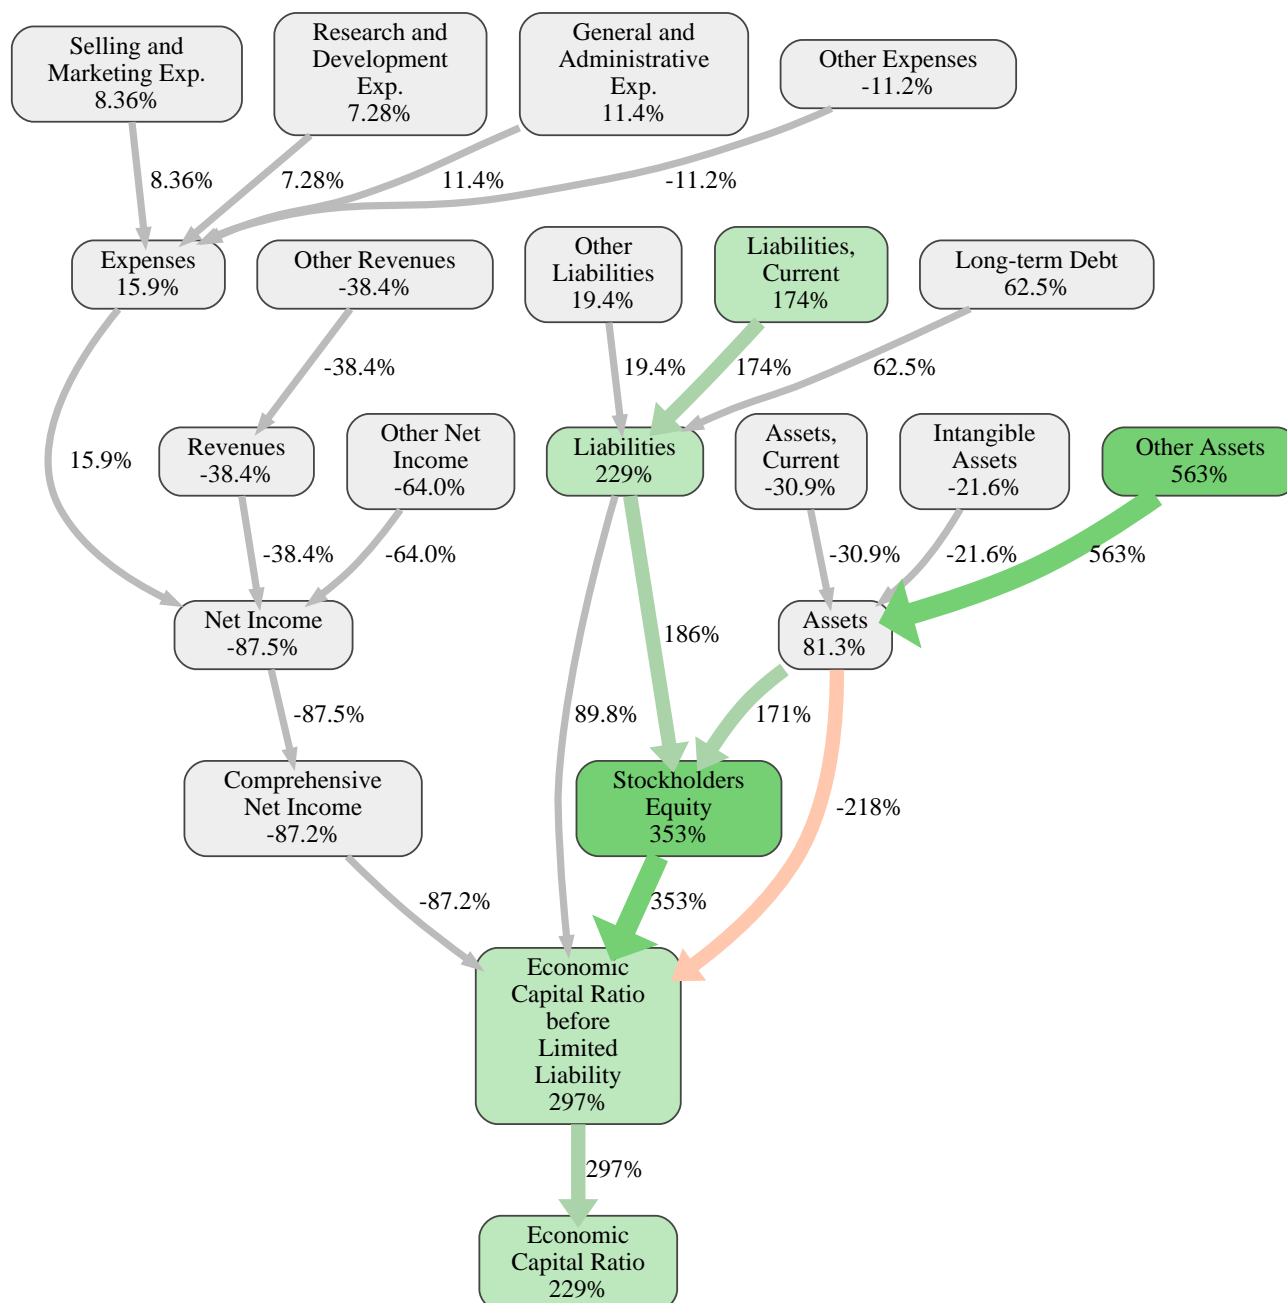 Selling and
Marketing Exp.
8.36%
Research and
Development
Exp.
7.28%
General and
Administrative
Exp.
11.4%
Other Expenses
-11.2%
8.36%
7.28%
11.4%
-11.2%
Expenses
15.9%
Other Revenues
-38.4%
Other
Liabilities
19.4%
Liabilities,
Current
174%
Long-term Debt
62.5%
-38.4%
19.4%
174%
62.5%
15.9%
Revenues
-38.4%
Other Net
Income
-64.0%
Liabilities
229%
Assets,
Current
-30.9%
Intangible
Assets
-21.6%
Other Assets
563%
-38.4%
-64.0%
-30.9%
-21.6%
563%
Net Income
-87.5%
186%
Assets
81.3%
-87.5%
89.8%
171%
Comprehensive
Net Income
-87.2%
Stockholders
Equity
353%
-218%
-87.2%
353%
Economic
Capital Ratio
before
Limited
Liability
297%
297%
Economic
Capital Ratio
229%